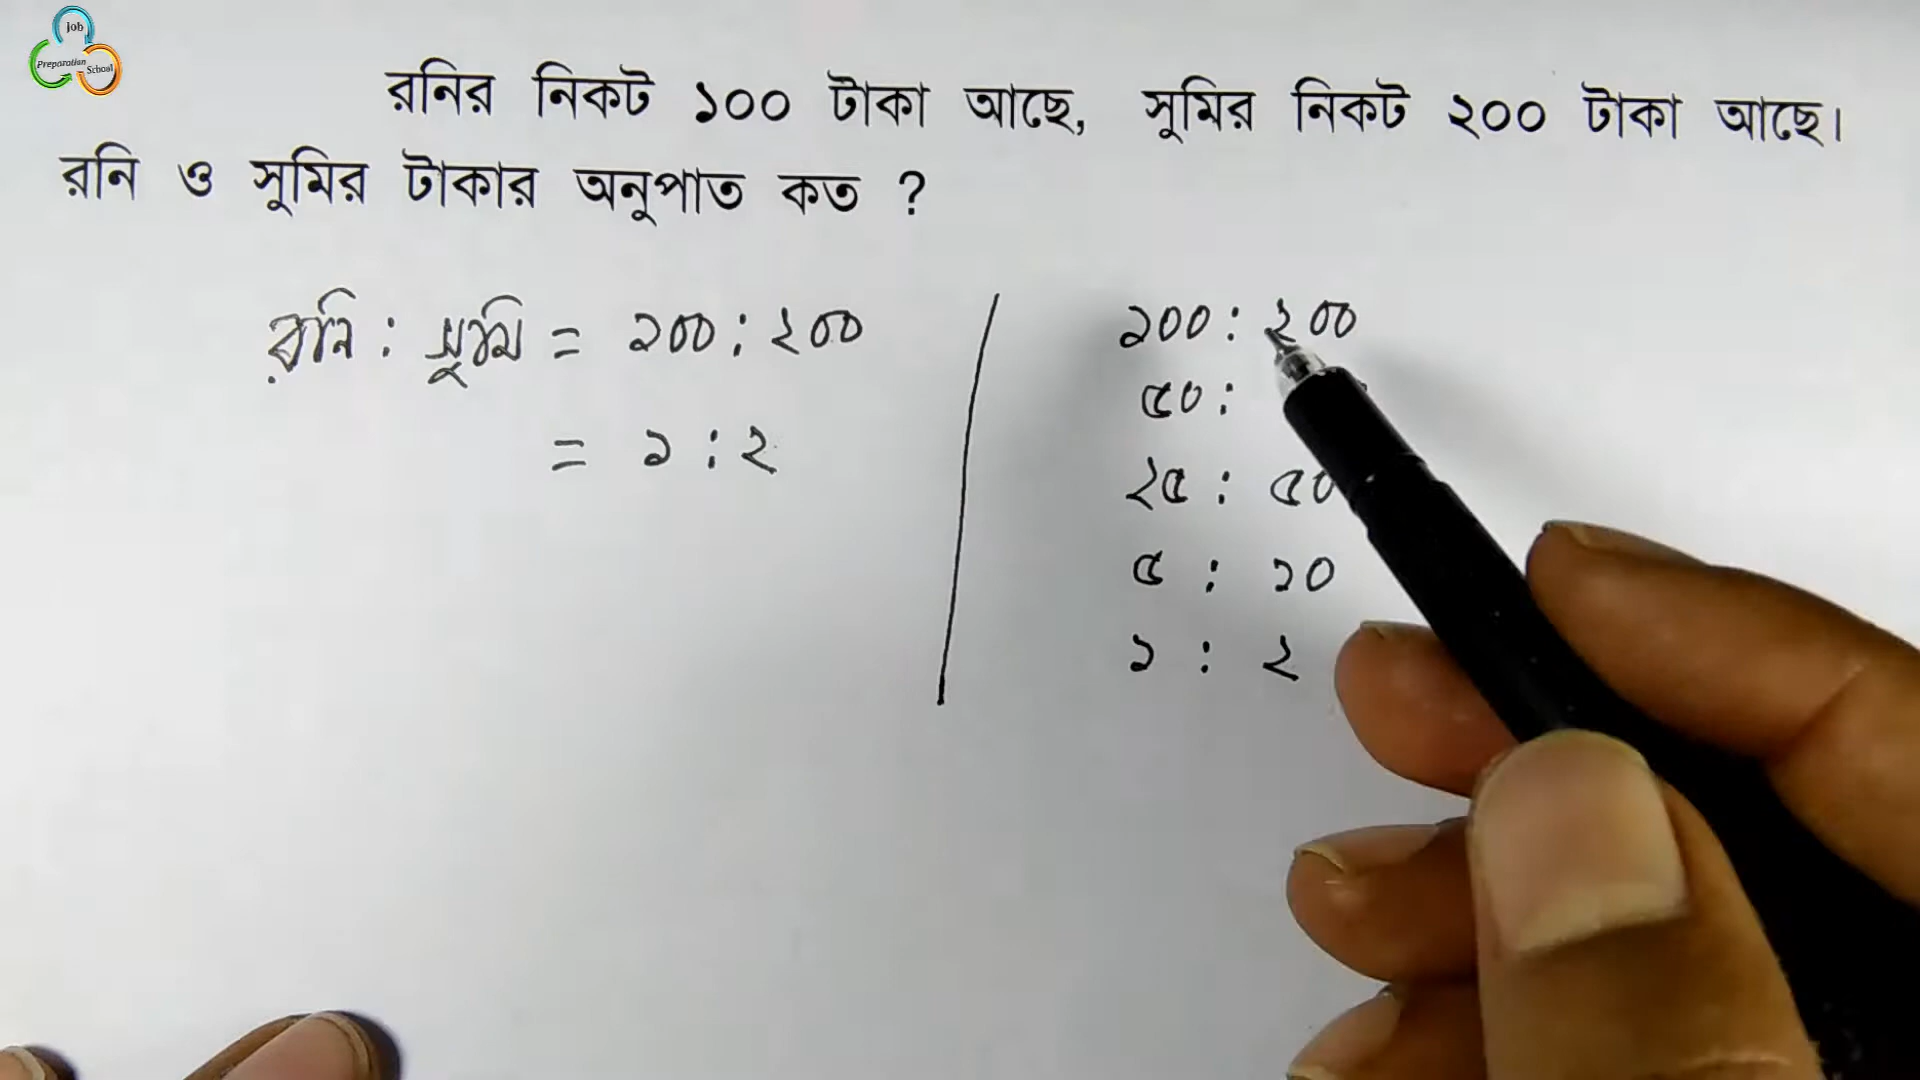 job
Preparation
School
রনির নিকট ১০০ টাকা আছে, সুমির নিকট ২০০ টাকা আছে।
রনি ও সুমির টাকার অনুপাত কত ?
রনি : সুমি = ১০০ : ২০০
= ১ : ২
১০০ : ২০০
৫০ :
২৫ : ৫০
৫ : ১০
১ : ২